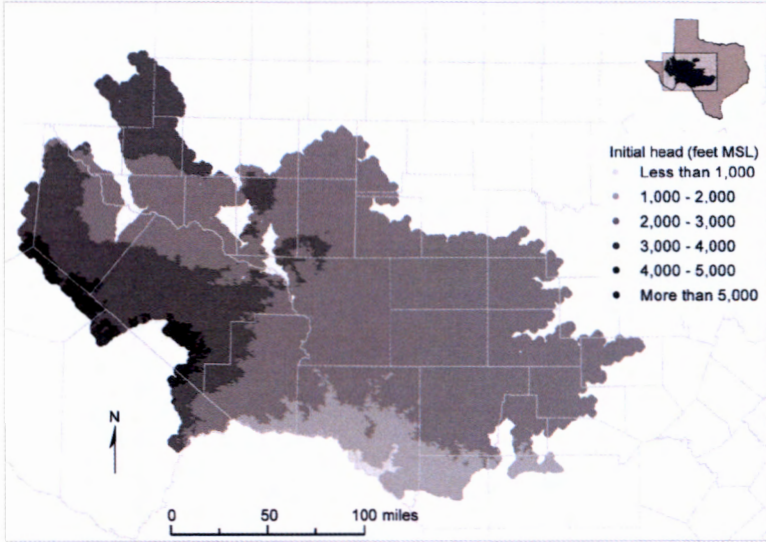 Initial head (feet MSL)
Less than 1,000
1,000 - 2,000
2,000 - 3,000
3,000 - 4,000
4,000 - 5,000
More than 5,000
N
0 50 100 miles